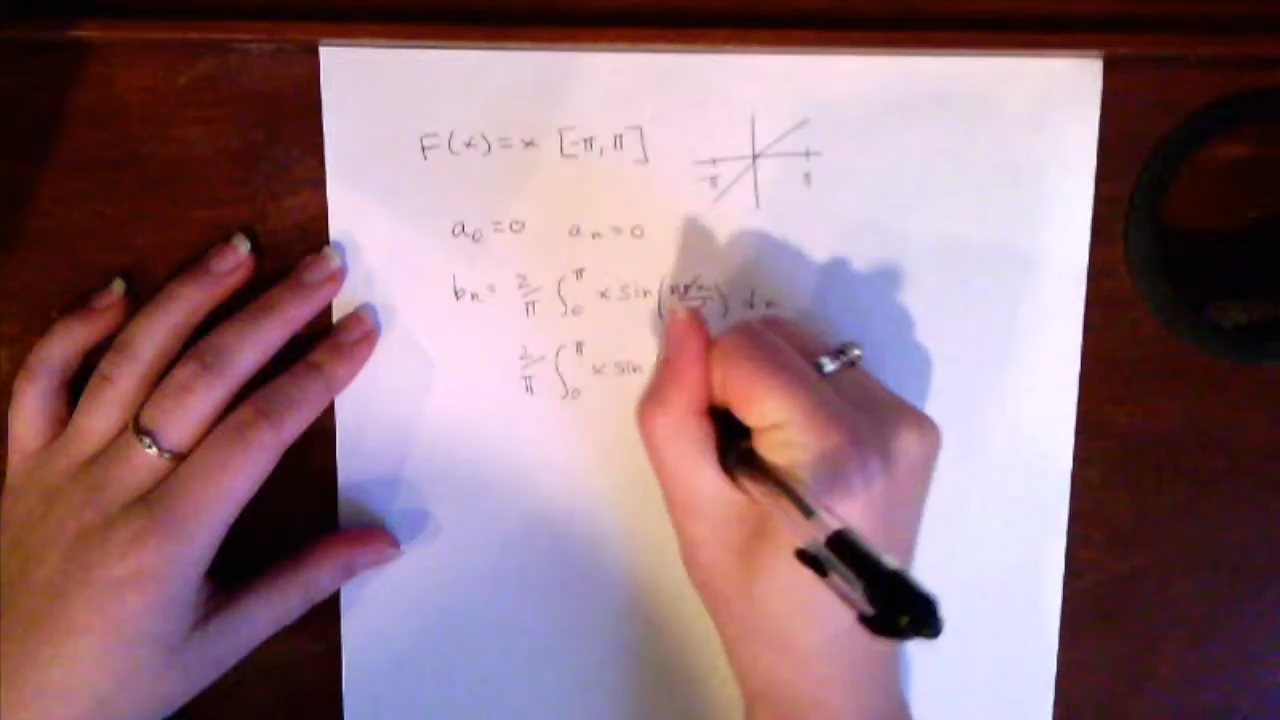 F(x)=x [-π, π]
-π π
a₀=0 aₙ=0
bₙ= 2/π ∫₀^π x sin( ) dx
2/π ∫₀^π x sin